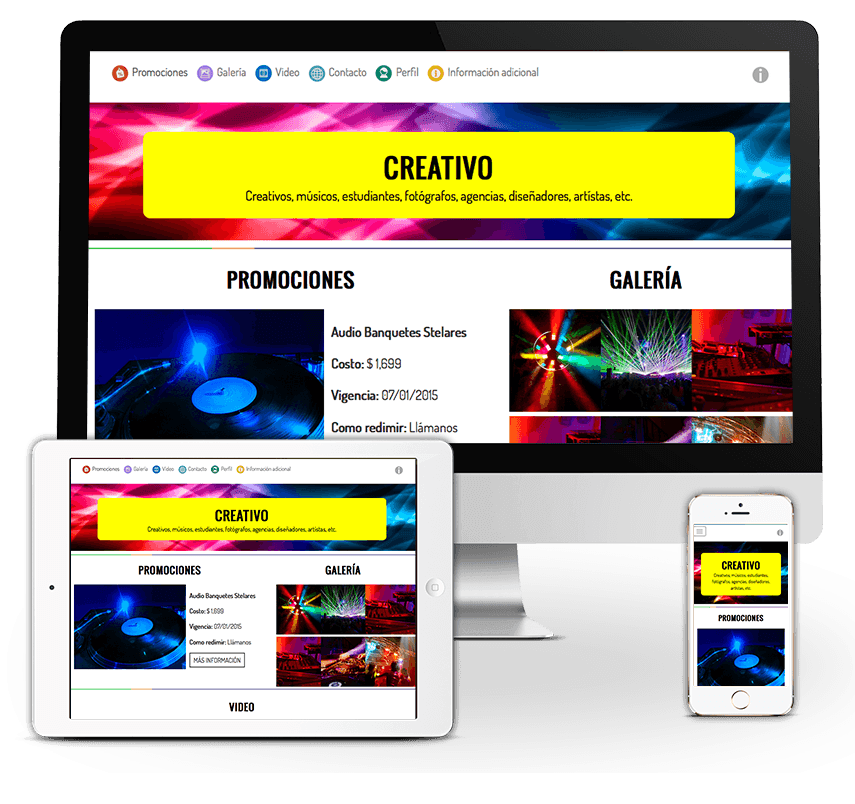 Promociones Galería Video Contacto Perfil Información adicional
CREATIVO
Creativos, músicos, estudiantes, fotógrafos, agencias, diseñadores, artístas, etc.
PROMOCIONES
GALERÍA
Audio Banquetes Stelares
Costo: $ 1,699
Vigencia: 07/01/2015
Como redimir: Llámanos
Promociones Galería Video Contacto Perfil Información adicional
CREATIVO
Creativos, músicos, estudiantes, fotógrafos, agencias, diseñadores, artístas, etc.
PROMOCIONES
GALERÍA
Audio Banquetes Stelares
Costo: $ 1,699
Vigencia: 07/01/2015
Como redimir: Llámanos
MÁS INFORMACIÓN
VIDEO
CREATIVO
Creativos, músicos, estudiantes,
fotógrafos, agencias, diseñadores,
artístas, etc.
PROMOCIONES